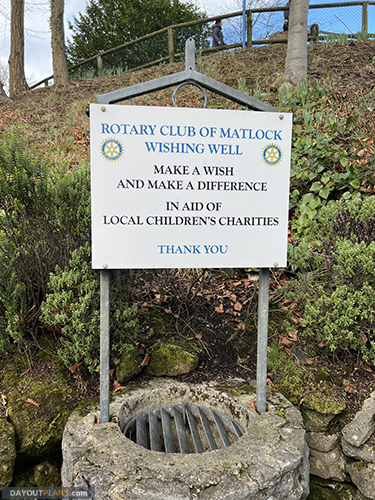 ROTARY CLUB OF MATLOCK
WISHING WELL
MAKE A WISH
AND MAKE A DIFFERENCE
IN AID OF
LOCAL CHILDREN'S CHARITIES
THANK YOU
DAYOUTPLANS.COM